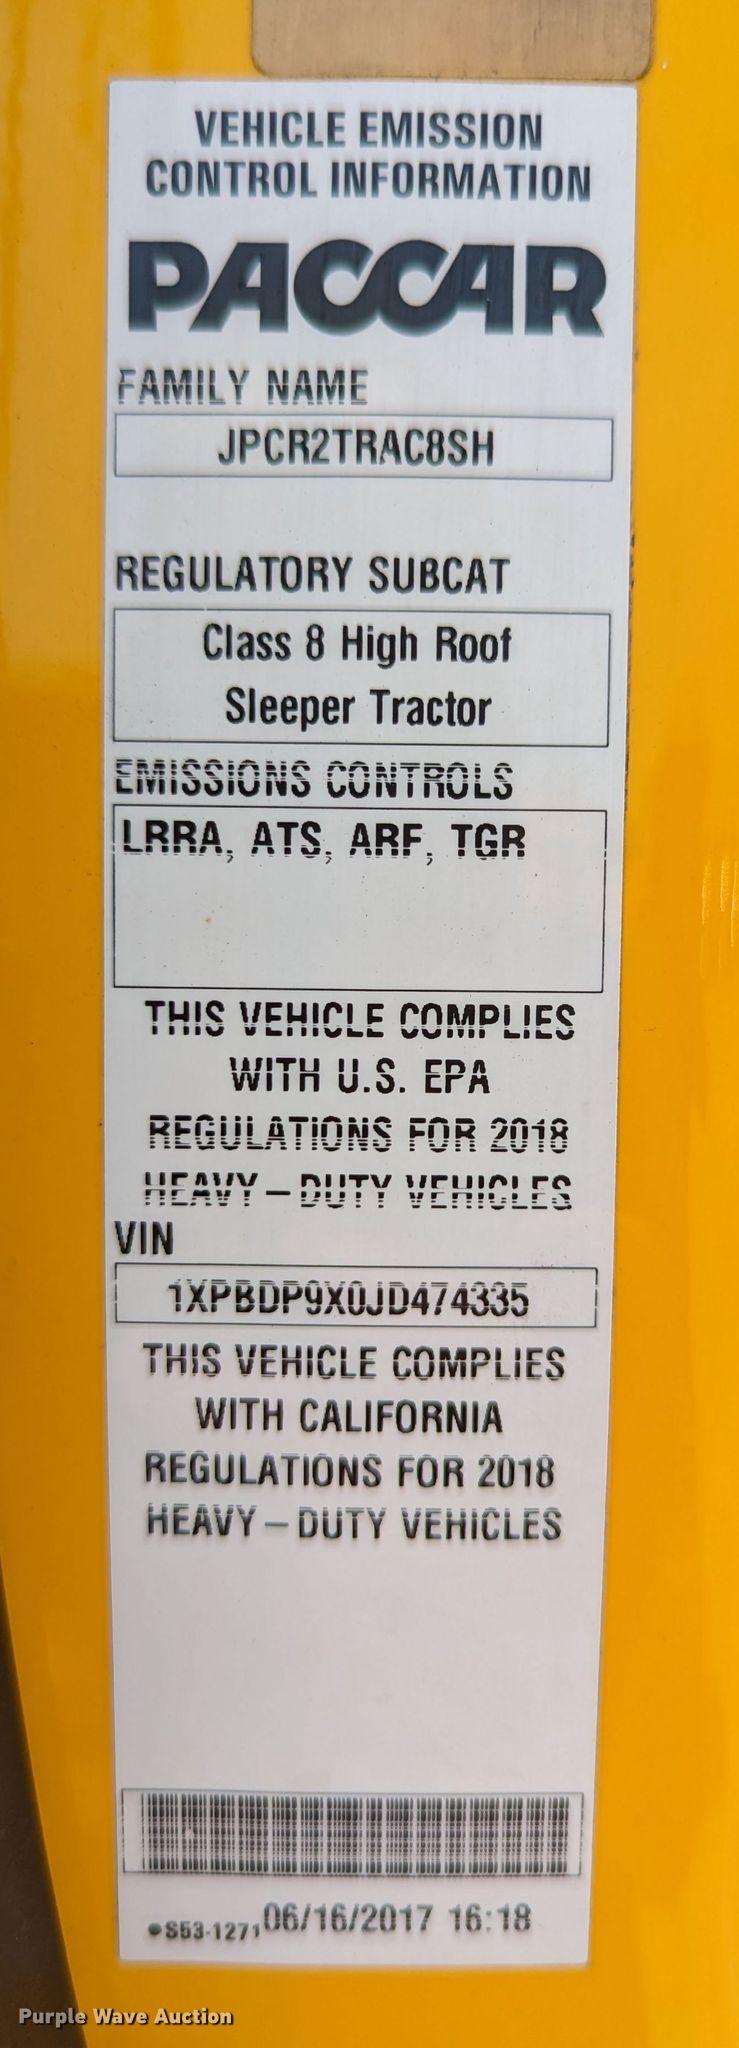 VEHICLE EMISSION
CONTROL INFORMATION
PACCAR
FAMILY NAME
JPCR2TRAC8SH
REGULATORY SUBCAT
Class 8 High Roof
Sleeper Tractor
EMISSIONS CONTROLS
LRRA, ATS, ARF, TGR
THIS VEHICLE COMPLIES
WITH U.S. EPA
REGULATIONS FOR 2018
HEAVY – DUTY VEHICLES
VIN
1XPBDP9X0JD474335
THIS VEHICLE COMPLIES
WITH CALIFORNIA
REGULATIONS FOR 2018
HEAVY – DUTY VEHICLES
●S53-1271 06/16/2017 16:18
Purple Wave Auction